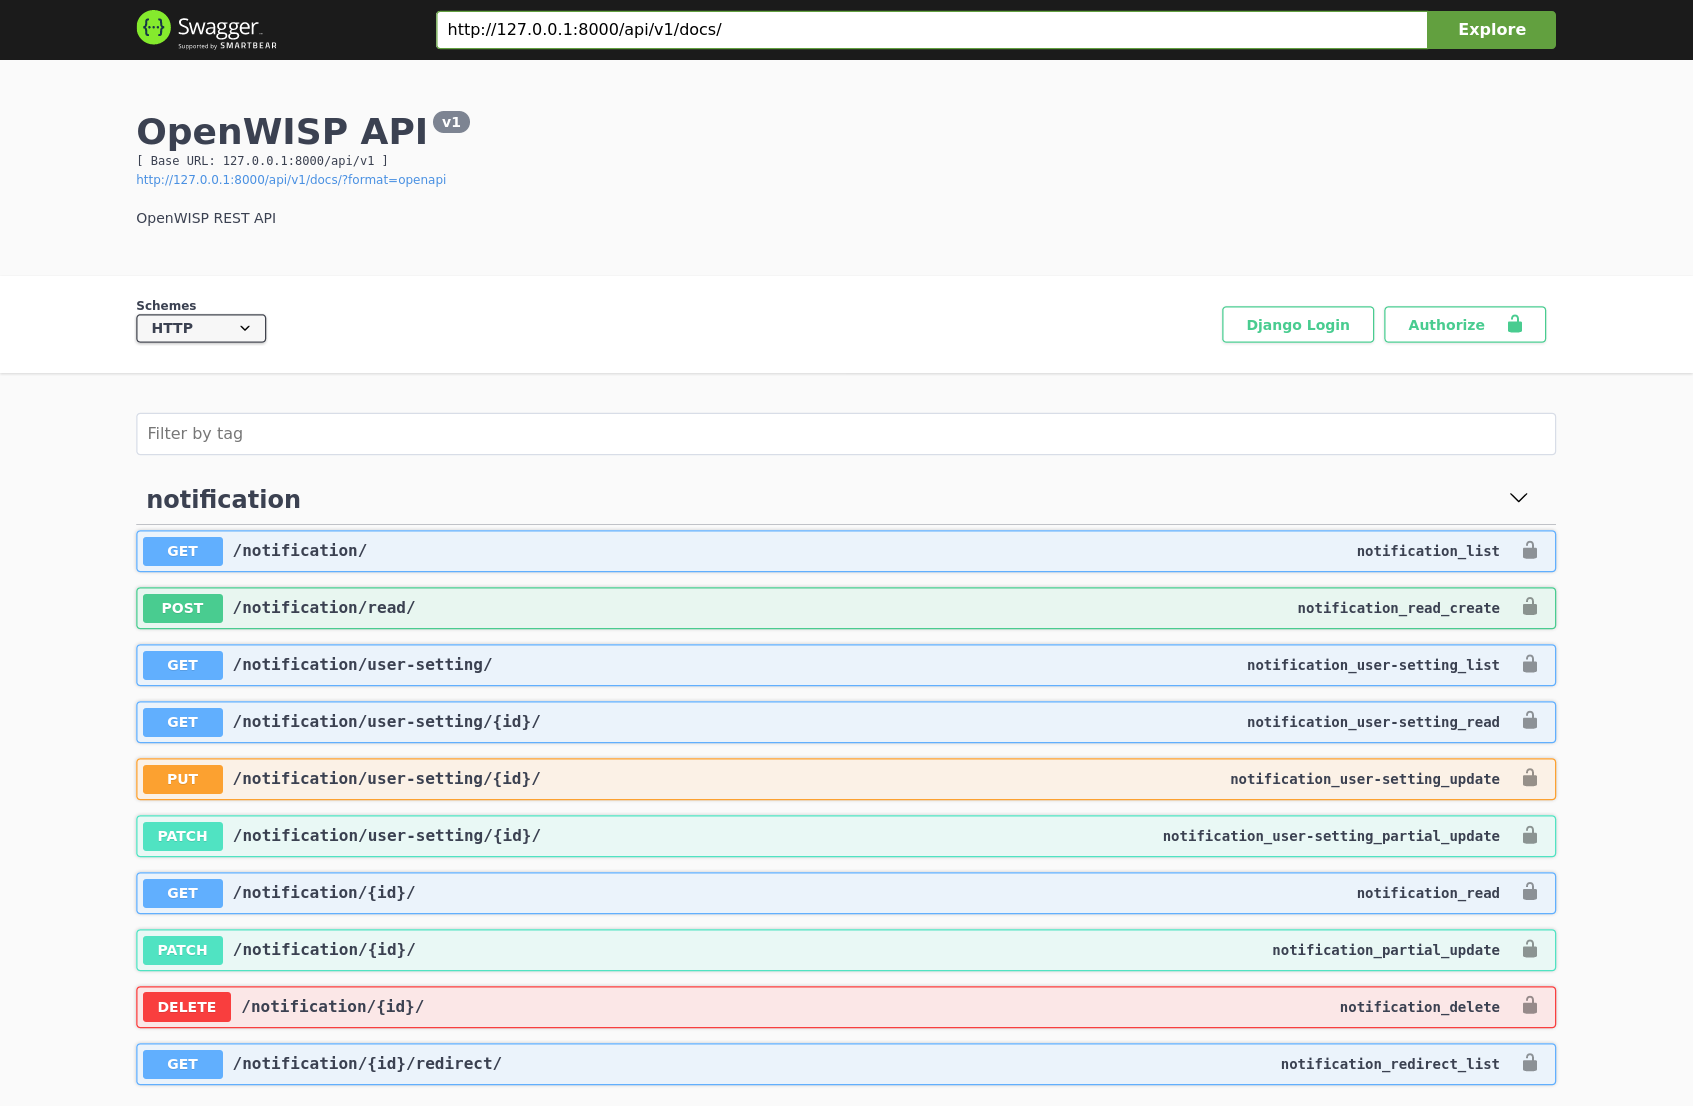 Swagger
Supported by SMARTBEAR
http://127.0.0.1:8000/api/v1/docs/
Explore
OpenWISP API v1
[ Base URL: 127.0.0.1:8000/api/v1 ]
http://127.0.0.1:8000/api/v1/docs/?format=openapi
OpenWISP REST API
Schemes
HTTP
Django Login
Authorize
Filter by tag
notification
GET /notification/ notification_list
POST /notification/read/ notification_read_create
GET /notification/user-setting/ notification_user-setting_list
GET /notification/user-setting/{id}/ notification_user-setting_read
PUT /notification/user-setting/{id}/ notification_user-setting_update
PATCH /notification/user-setting/{id}/ notification_user-setting_partial_update
GET /notification/{id}/ notification_read
PATCH /notification/{id}/ notification_partial_update
DELETE /notification/{id}/ notification_delete
GET /notification/{id}/redirect/ notification_redirect_list